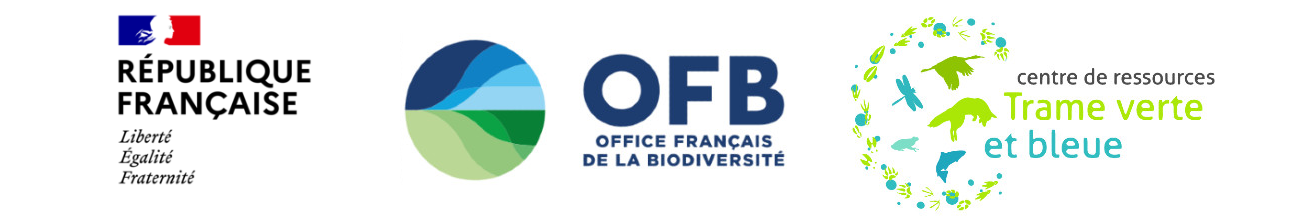 RÉPUBLIQUE
FRANÇAISE
Liberté
Égalité
Fraternité
OFB
OFFICE FRANÇAIS
DE LA BIODIVERSITÉ
centre de ressources
Trame verte
et bleue